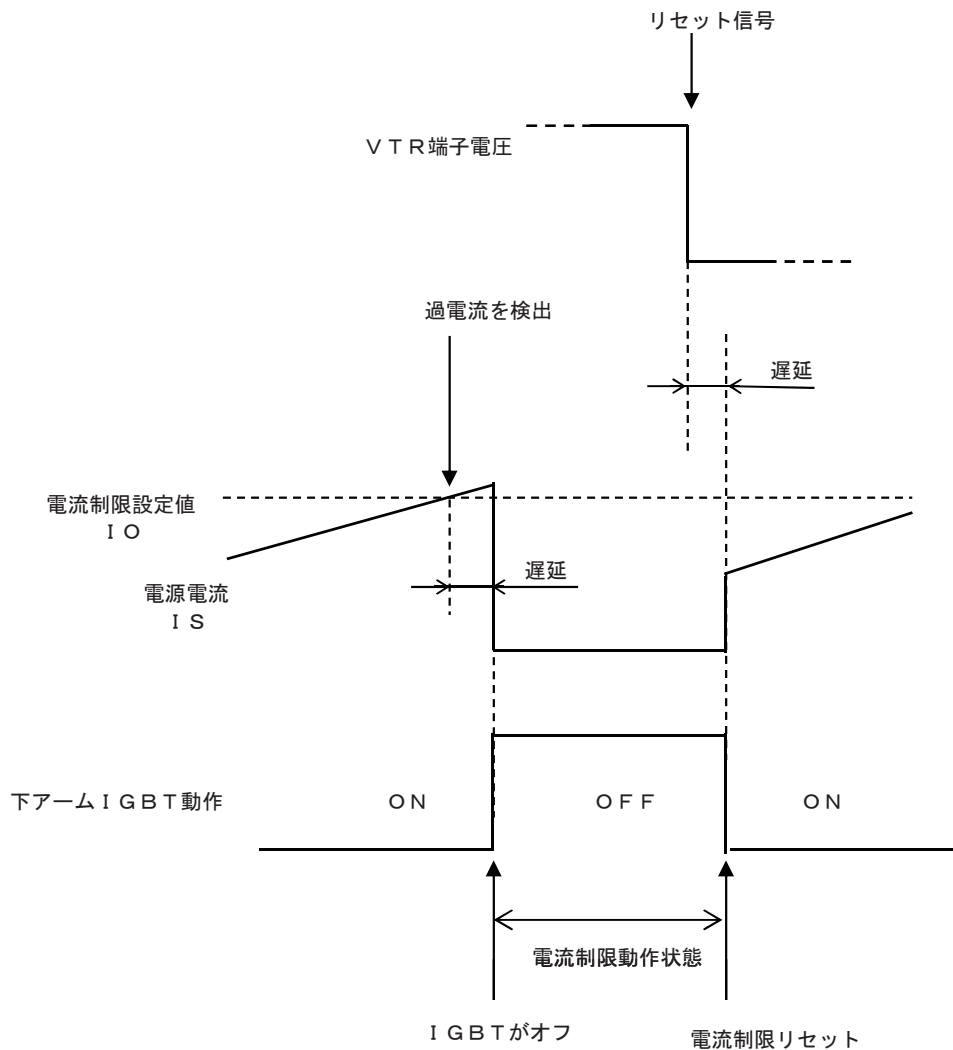 リセット信号
ＶＴＲ端子電圧
過電流を検出
遅延
電流制限設定値
ＩＯ
遅延
電源電流
ＩＳ
下アームＩＧＢＴ動作
ＯＮ
ＯＦＦ
ＯＮ
電流制限動作状態
ＩＧＢＴがオフ
電流制限リセット